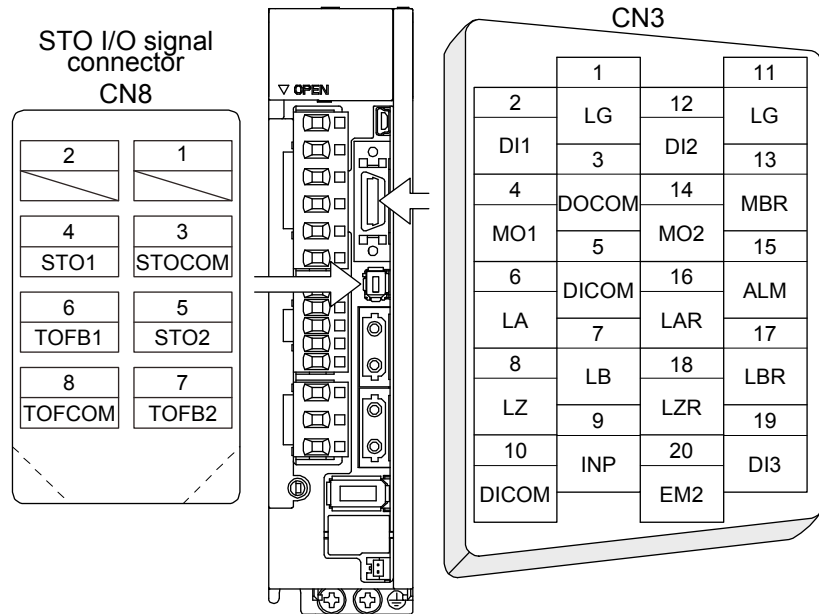 STO I/O signal
connector
CN8
2 1
4 3
STO1 STOCOM
6 5
TOFB1 STO2
8 7
TOFCOM TOFB2
▽ OPEN
CN3
1 11
2 LG 12 LG
DI1 3 DI2 13
4 DOCOM 14 MBR
MO1 5 MO2 15
6 DICOM 16 ALM
LA 7 LAR 17
8 LB 18 LBR
LZ 9 LZR 19
10 INP 20 DI3
DICOM EM2